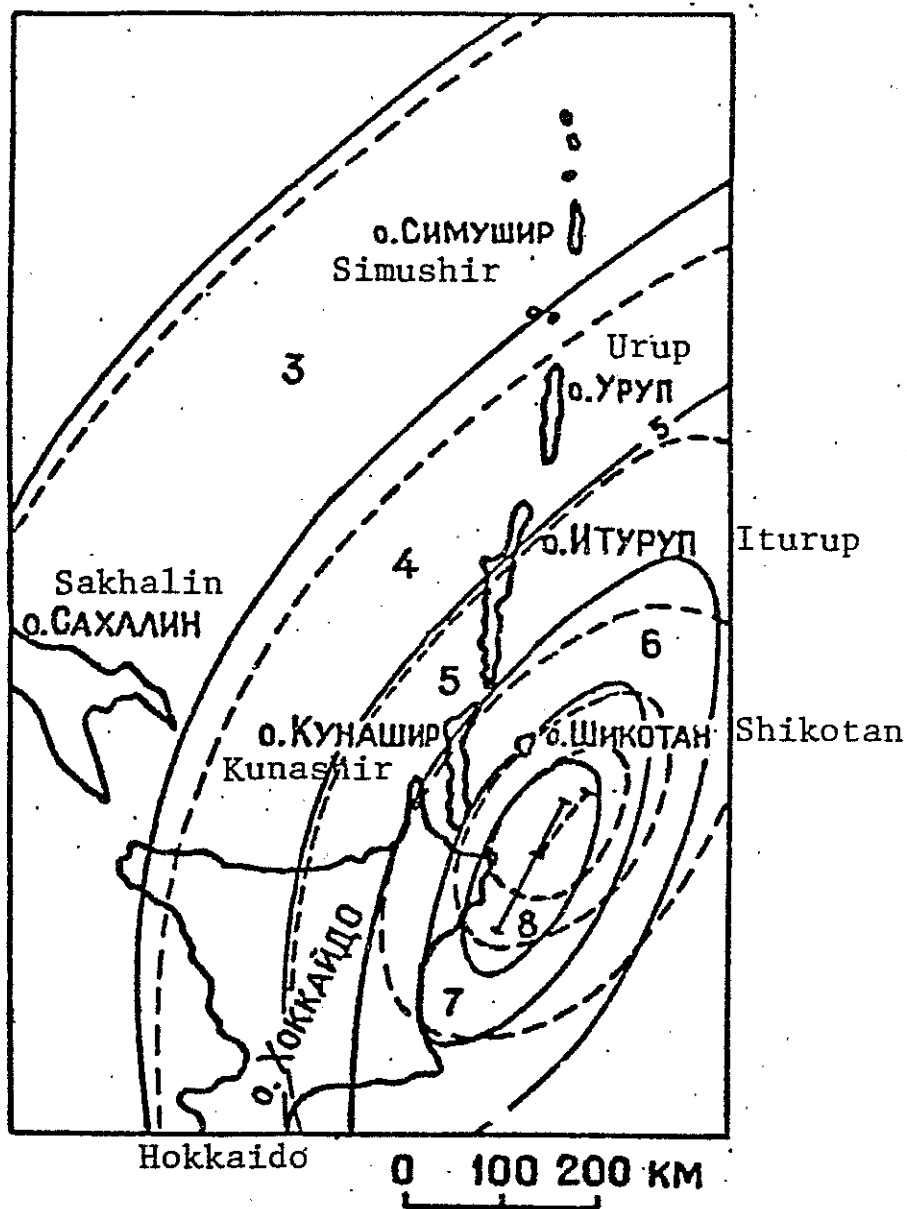 о.Симушир
Simushir
3
Urup
о.Уруп
5
о.Итуруп
Iturup
4
Sakhalin
о.Сахалин
6
5
о.Кунашир
о.Шикотан
Shikotan
Kunashir
8
о. Хоккайдо
7
Hokkaido
0 100 200 км